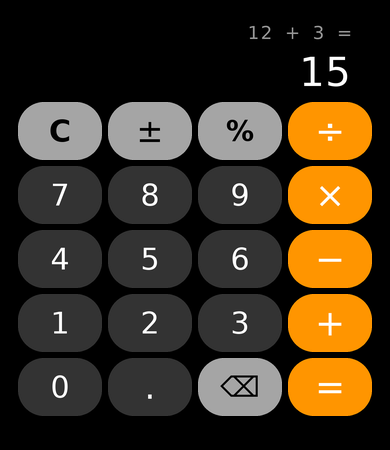 12 + 3 =
15
C ± % ÷
7 8 9 ×
4 5 6 −
1 2 3 +
0 . ⌫ =